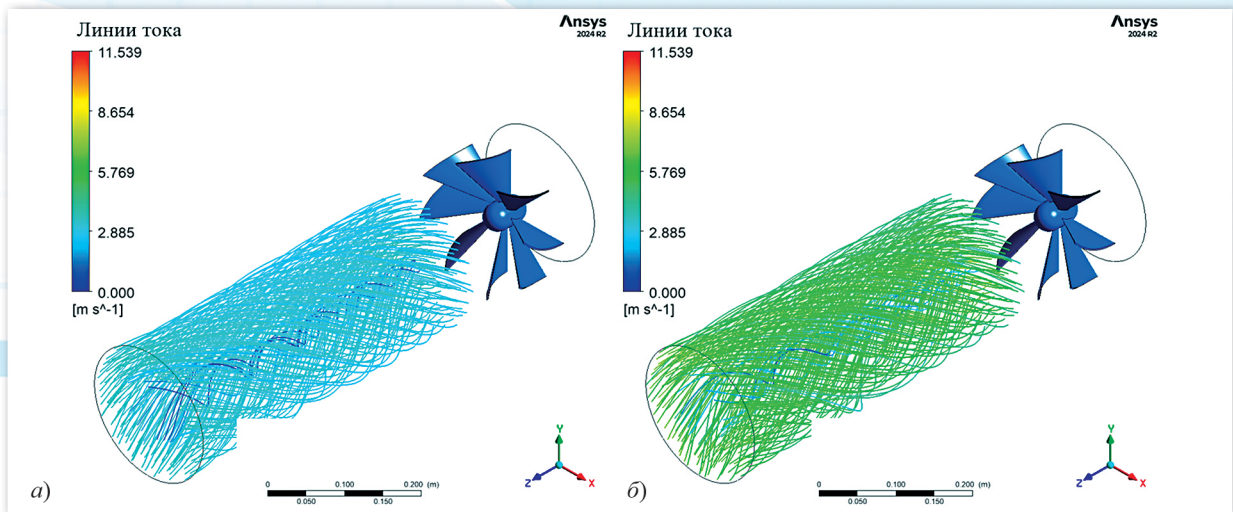 Линии тока
11.539
8.654
5.769
2.885
0.000
[m s^-1]
Ansys
2024 R2
0 0.100 0.200 (m)
0.050 0.150
Y
Z X
а)
Линии тока
11.539
8.654
5.769
2.885
0.000
[m s^-1]
Ansys
2024 R2
0 0.100 0.200 (m)
0.050 0.150
Y
Z X
б)